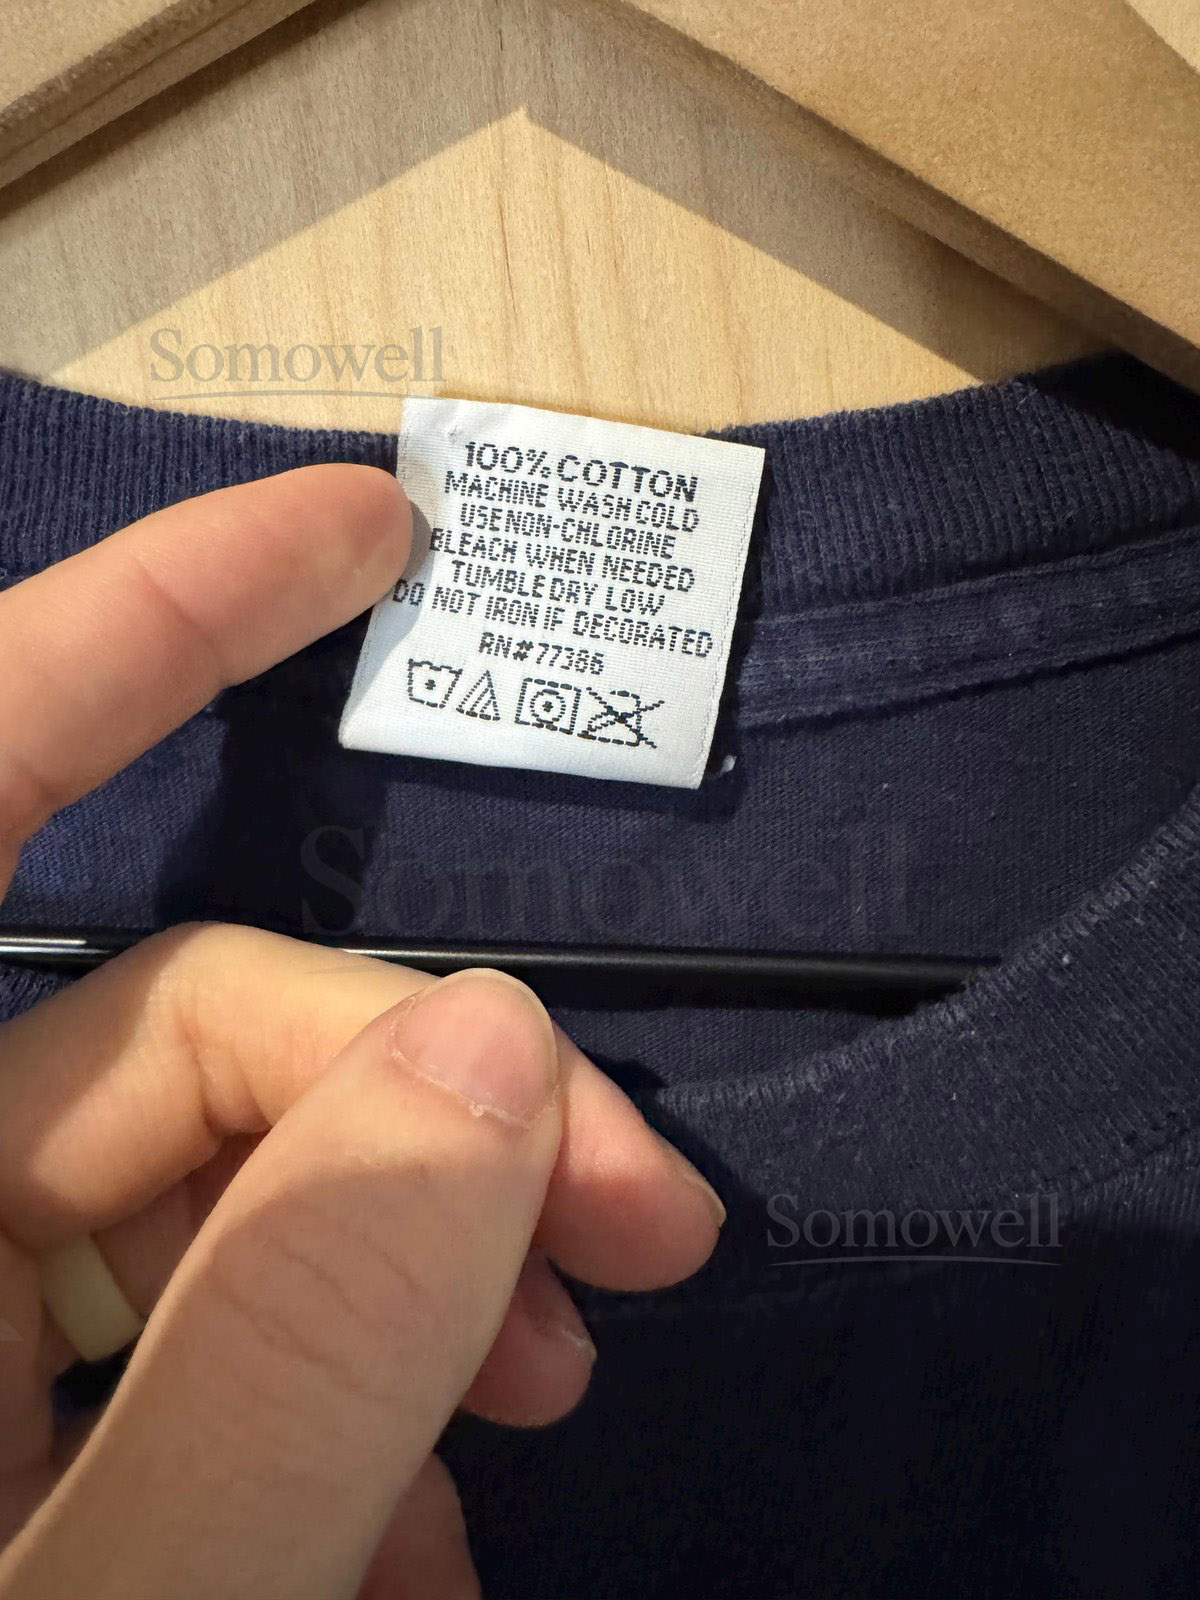 Somowell
100% COTTON
MACHINE WASH COLD
USE NON-CHLORINE
BLEACH WHEN NEEDED
TUMBLE DRY LOW
DO NOT IRON IF DECORATED
RN#77386
Somowell
Somowell